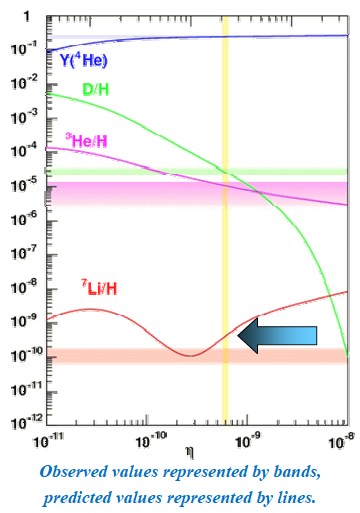 1
10⁻¹
Y(⁴He)
10⁻²
D/H
10⁻³
³He/H
10⁻⁴
10⁻⁵
10⁻⁶
10⁻⁷
10⁻⁸
⁷Li/H
10⁻⁹
10⁻¹⁰
10⁻¹¹
10⁻¹²
10⁻¹¹ 10⁻¹⁰ 10⁻⁹ 10⁻⁸
η
Observed values represented by bands,
predicted values represented by lines.